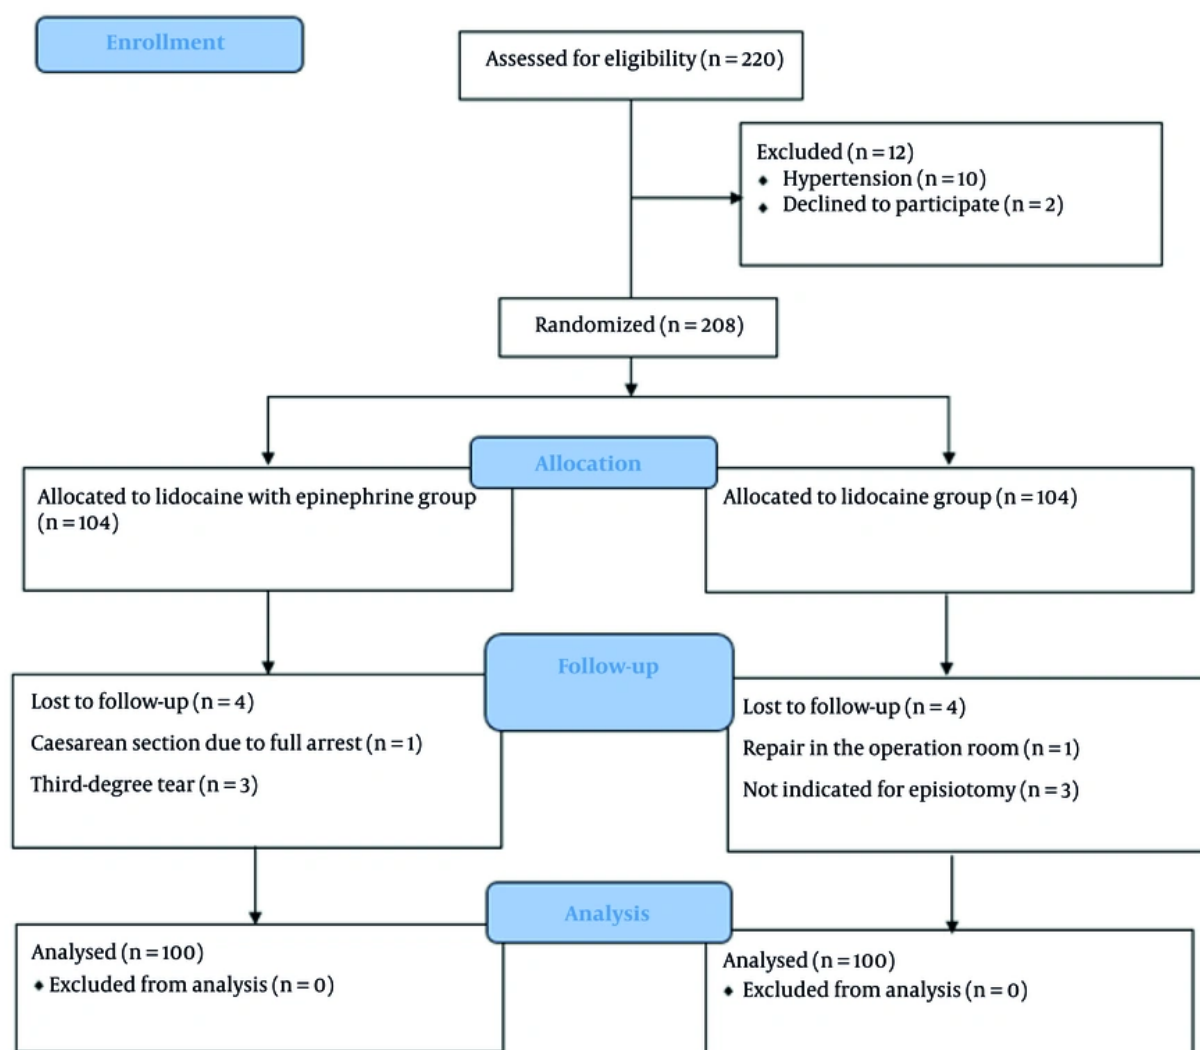 Enrollment
Assessed for eligibility (n = 220)
Excluded (n = 12)
♦ Hypertension (n = 10)
♦ Declined to participate (n = 2)
Randomized (n = 208)
Allocation
Allocated to lidocaine with epinephrine group
(n = 104)
Allocated to lidocaine group (n = 104)
Follow-up
Lost to follow-up (n = 4)
Caesarean section due to full arrest (n = 1)
Third-degree tear (n = 3)
Lost to follow-up (n = 4)
Repair in the operation room (n = 1)
Not indicated for episiotomy (n = 3)
Analysis
Analysed (n = 100)
♦ Excluded from analysis (n = 0)
Analysed (n = 100)
♦ Excluded from analysis (n = 0)